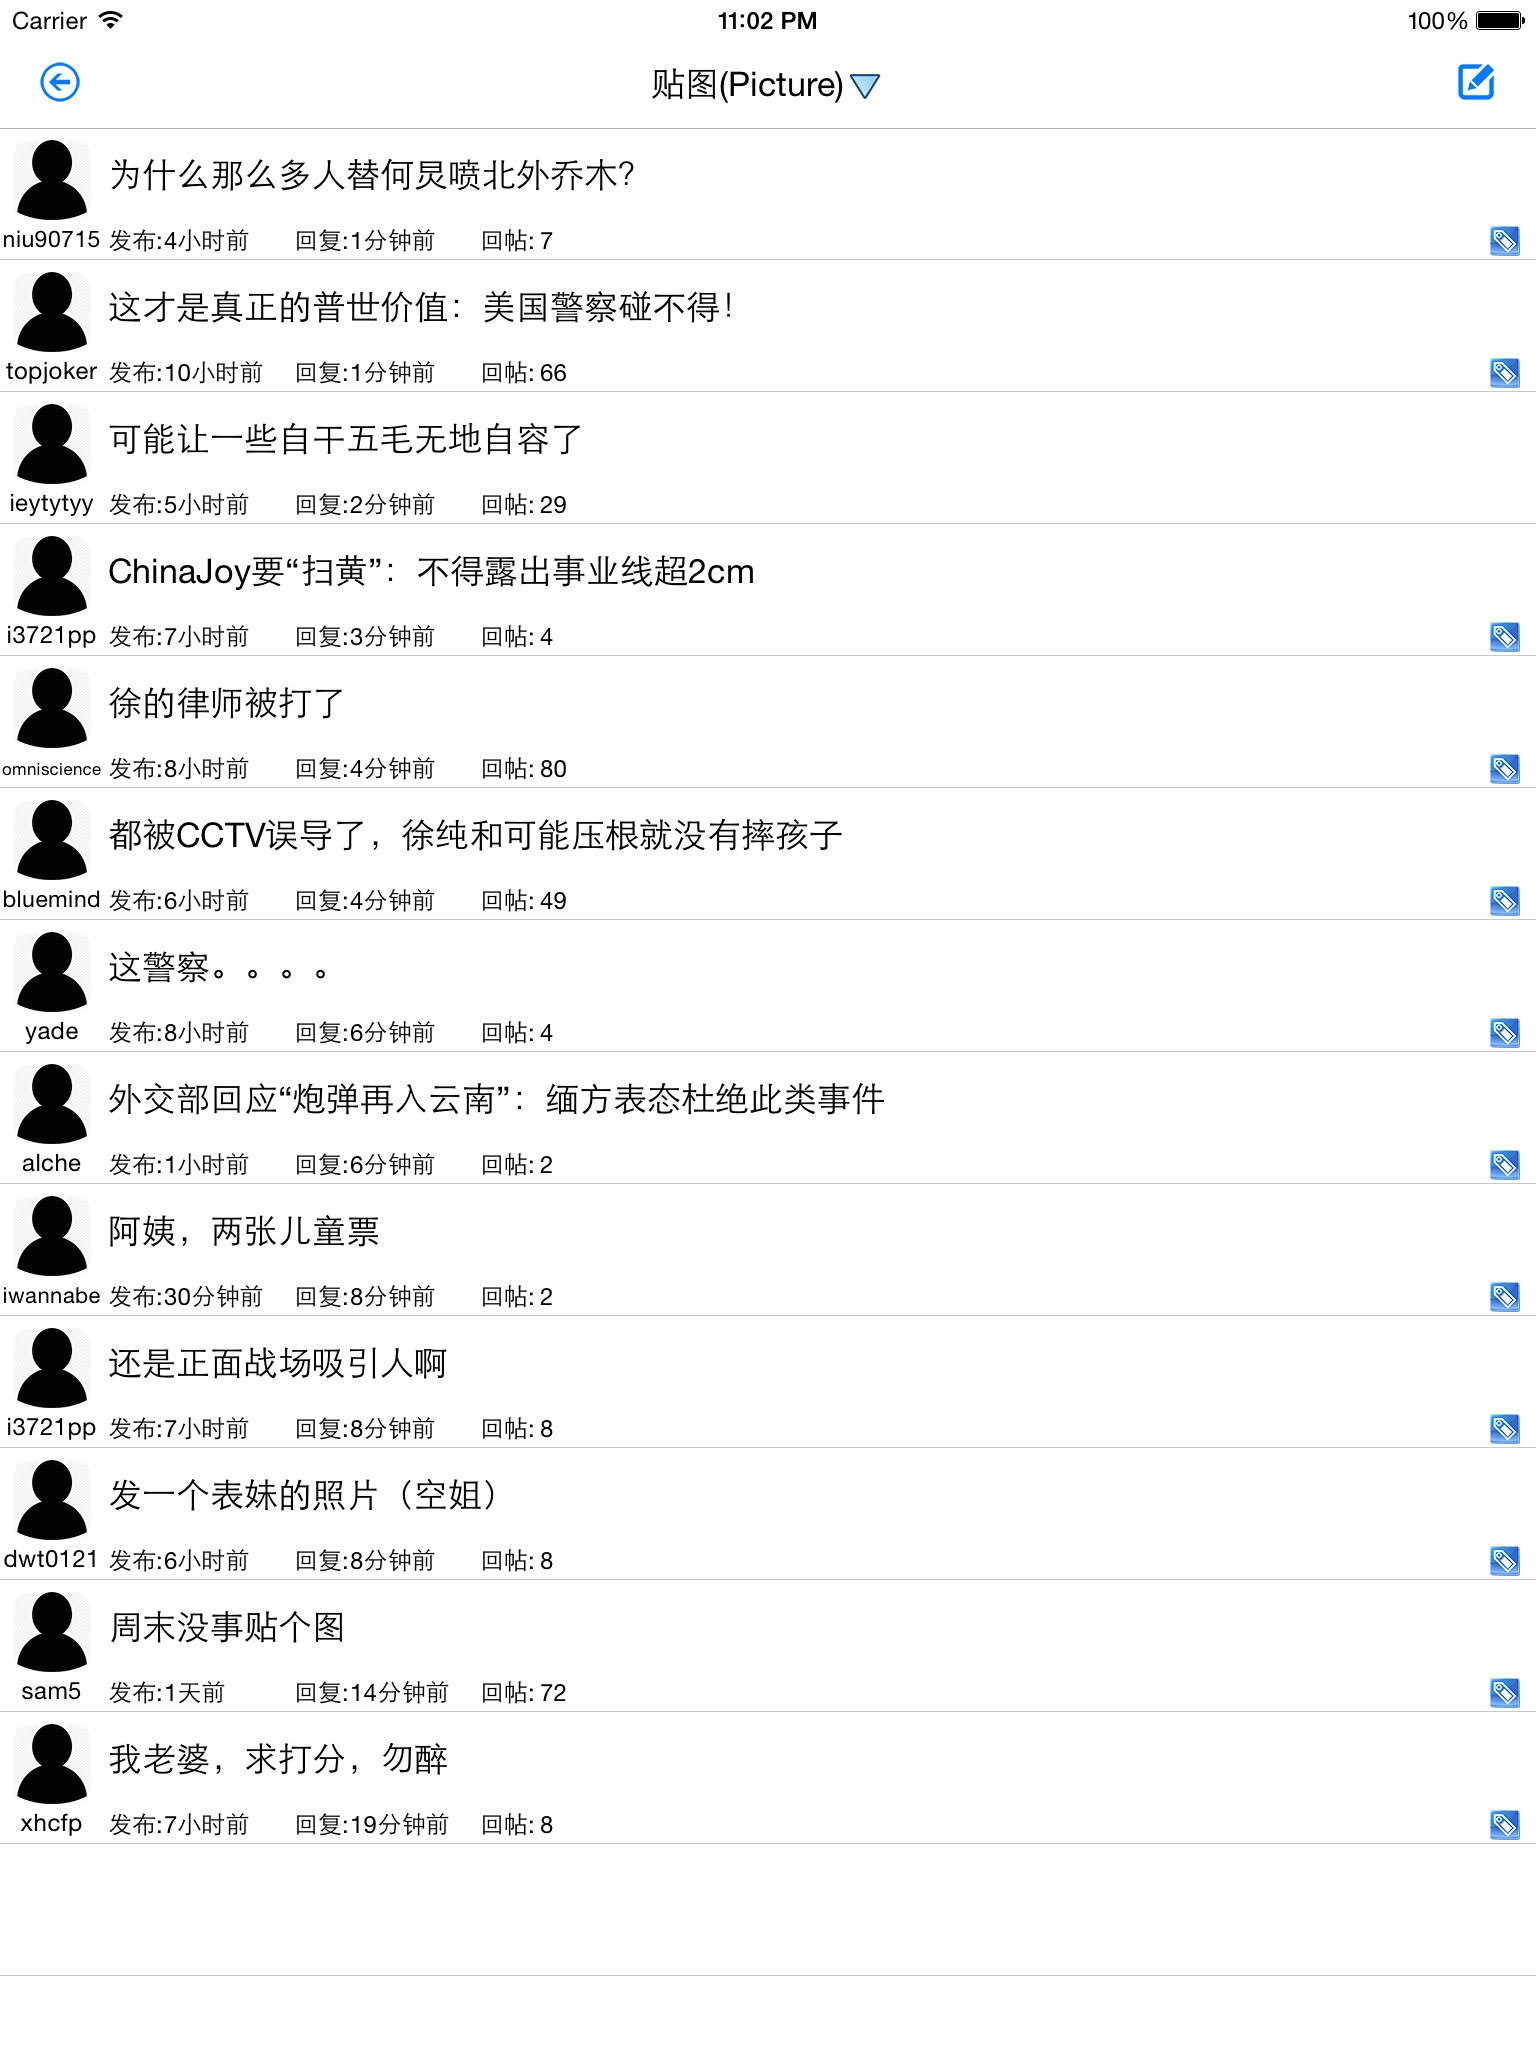 Carrier 11:02 PM 100%
贴图(Picture)
为什么那么多人替何炅喷北外乔木？
niu90715 发布:4小时前 回复:1分钟前 回帖: 7
这才是真正的普世价值：美国警察碰不得！
topjoker 发布:10小时前 回复:1分钟前 回帖: 66
可能让一些自干五毛无地自容了
ieytytyy 发布:5小时前 回复:2分钟前 回帖: 29
ChinaJoy要“扫黄”：不得露出事业线超2cm
i3721pp 发布:7小时前 回复:3分钟前 回帖: 4
徐的律师被打了
omniscience 发布:8小时前 回复:4分钟前 回帖: 80
都被CCTV误导了，徐纯和可能压根就没有摔孩子
bluemind 发布:6小时前 回复:4分钟前 回帖: 49
这警察。。。。
yade 发布:8小时前 回复:6分钟前 回帖: 4
外交部回应“炮弹再入云南”：缅方表态杜绝此类事件
alche 发布:1小时前 回复:6分钟前 回帖: 2
阿姨，两张儿童票
iwannabe 发布:30分钟前 回复:8分钟前 回帖: 2
还是正面战场吸引人啊
i3721pp 发布:7小时前 回复:8分钟前 回帖: 8
发一个表妹的照片（空姐）
dwt0121 发布:6小时前 回复:8分钟前 回帖: 8
周末没事贴个图
sam5 发布:1天前 回复:14分钟前 回帖: 72
我老婆，求打分，勿醉
xhcfp 发布:7小时前 回复:19分钟前 回帖: 8